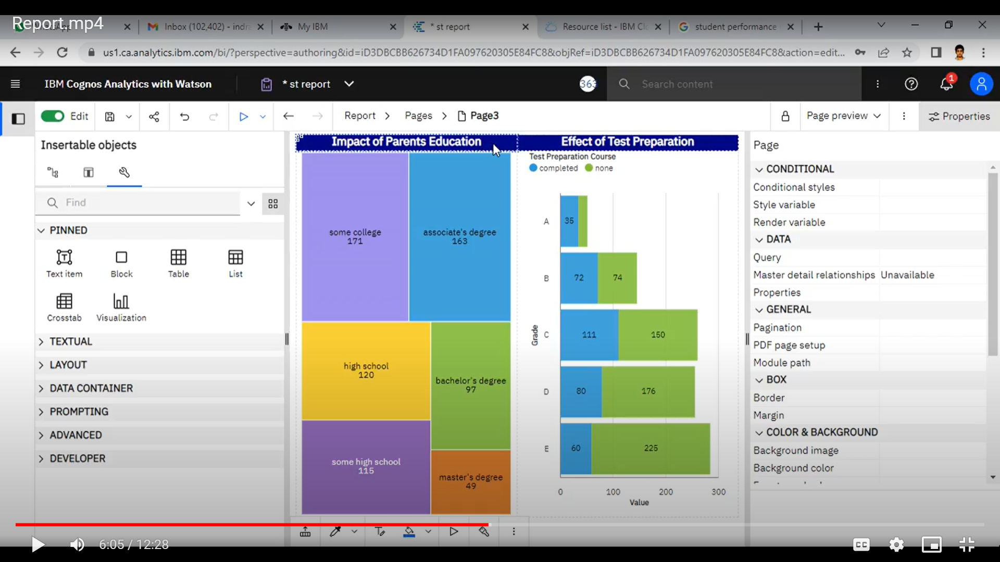 Report.mp4
Inbox (102,402) - indra
My IBM
* st report
Resource list - IBM Clo
student performance
us1.ca.analytics.ibm.com/bi/?perspective=authoring&id=iD3DBCBB626734D1FA097620305E84FC8&objRef=iD3DBCBB626734D1FA097620305E84FC8&action=edit...
IBM Cognos Analytics with Watson
* st report
363
Search content
1
Edit
Report
Pages
Page3
Page preview
Properties
Insertable objects
Find
PINNED
Text item
Block
Table
List
Crosstab
Visualization
TEXTUAL
LAYOUT
DATA CONTAINER
PROMPTING
ADVANCED
DEVELOPER
Impact of Parents Education
some college
171
associate's degree
163
high school
120
bachelor's degree
97
some high school
115
master's degree
49
Effect of Test Preparation
Test Preparation Course
completed
none
Grade
A
35
B
72
74
C
111
150
D
80
176
E
60
225
0
100
200
300
Value
Page
CONDITIONAL
Conditional styles
Style variable
Render variable
DATA
Query
Master detail relationships
Unavailable
Properties
GENERAL
Pagination
PDF page setup
Module path
BOX
Border
Margin
COLOR & BACKGROUND
Background image
Background color
6:05 / 12:28
CC